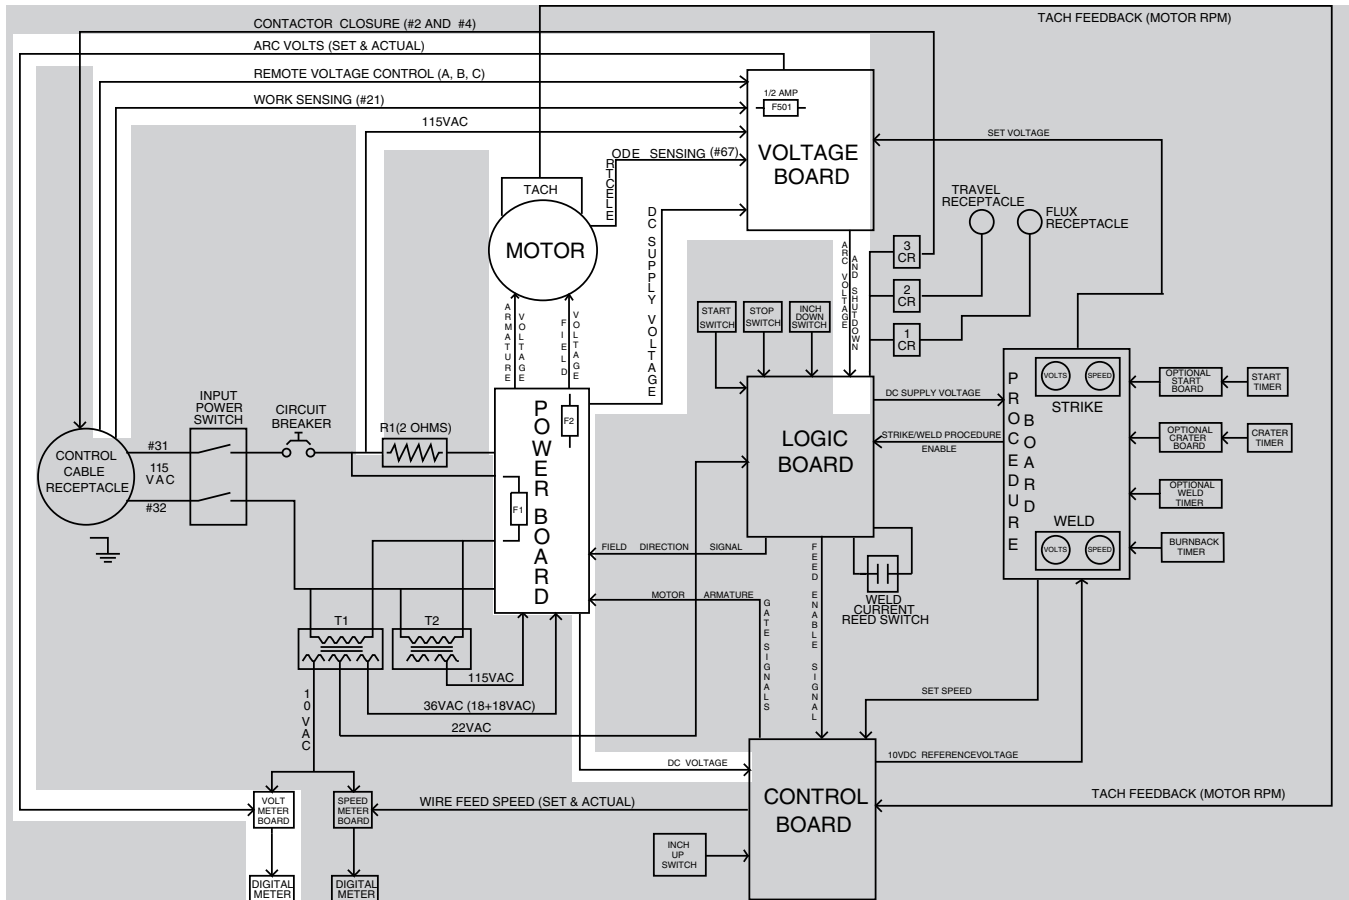 CONTACTOR CLOSURE (#2 AND #4)
TACH FEEDBACK (MOTOR RPM)
ARC VOLTS (SET & ACTUAL)
REMOTE VOLTAGE CONTROL (A, B, C)
WORK SENSING (#21)
115VAC
1/2 AMP
F501
VOLTAGE
BOARD
SET VOLTAGE
ODE SENSING (#67)
RTCELE
TACH
MOTOR
DC SUPPLY VOLTAGE
TRAVEL
RECEPTACLE
FLUX
RECEPTACLE
3
CR
2
CR
1
CR
ARC VOLTAGE
AND SHUTDOWN
ARMATURE
VOLTAGE
FIELD
VOLTAGE
START
SWITCH
STOP
SWITCH
INCH
DOWN
SWITCH
INPUT
POWER
SWITCH
CIRCUIT
BREAKER
R1(2 OHMS)
POWER BOARD
F2
F1
LOGIC
BOARD
DC SUPPLY VOLTAGE
STRIKE/WELD PROCEDURE
ENABLE
PROCEDURE
BOARD
VOLTS
SPEED
STRIKE
WELD
VOLTS
SPEED
OPTIONAL
START
BOARD
START
TIMER
OPTIONAL
CRATER
BOARD
CRATER
TIMER
OPTIONAL
WELD
TIMER
BURNBACK
TIMER
CONTROL
CABLE
RECEPTACLE
#31
115
VAC
#32
FIELD DIRECTION SIGNAL
MOTOR ARMATURE
GATE SIGNALS
FEED ENABLE SIGNAL
WELD
CURRENT
REED SWITCH
T1
T2
115VAC
36VAC (18+18VAC)
22VAC
10 VAC
SET SPEED
10VDC REFERENCEVOLTAGE
DC VOLTAGE
CONTROL
BOARD
TACH FEEDBACK (MOTOR RPM)
VOLT
METER
BOARD
SPEED
METER
BOARD
WIRE FEED SPEED (SET & ACTUAL)
INCH
UP
SWITCH
DIGITAL
METER
DIGITAL
METER